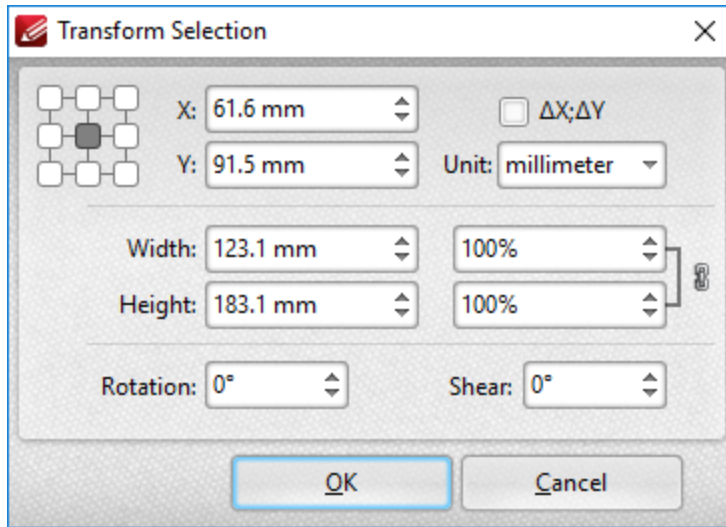 Transform Selection
X: 61.6 mm ΔX;ΔY
Y: 91.5 mm Unit: millimeter
Width: 123.1 mm 100%
Height: 183.1 mm 100%
Rotation: 0° Shear: 0°
OK Cancel